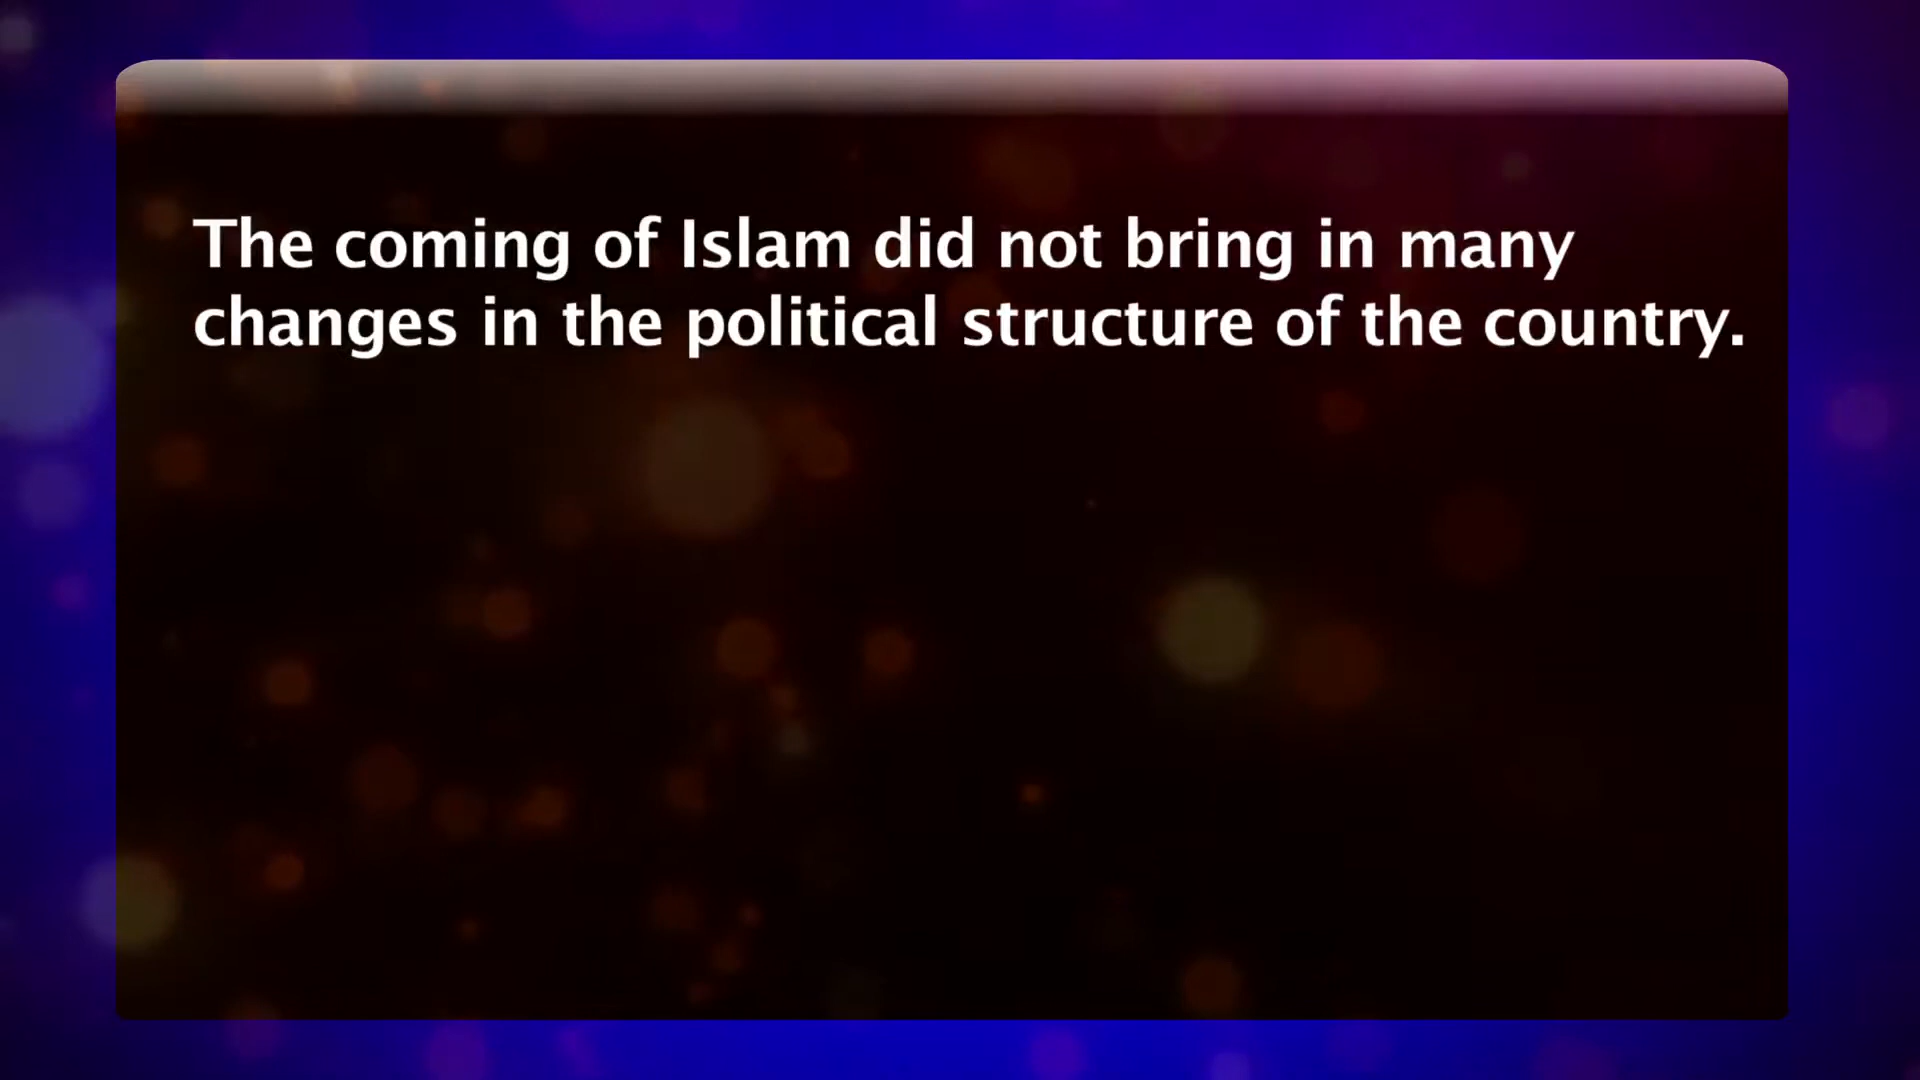 The coming of Islam did not bring in many
changes in the political structure of the country.